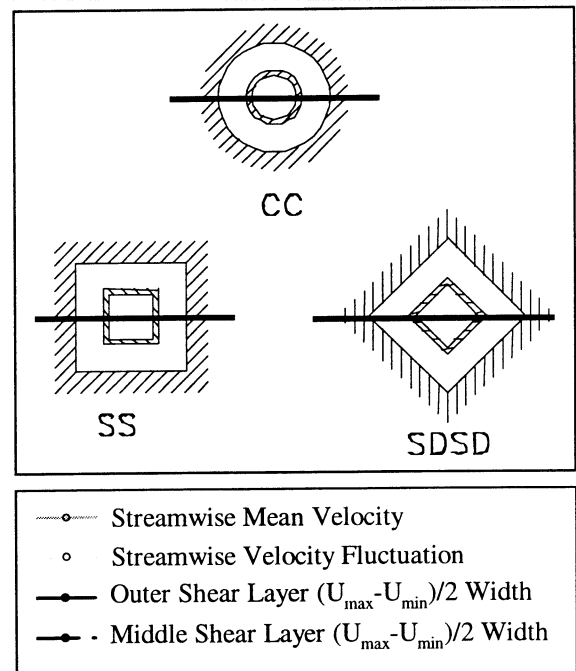 CC
SS
SDSD
Streamwise Mean Velocity
Streamwise Velocity Fluctuation
Outer Shear Layer (Umax-Umin)/2 Width
Middle Shear Layer (Umax-Umin)/2 Width